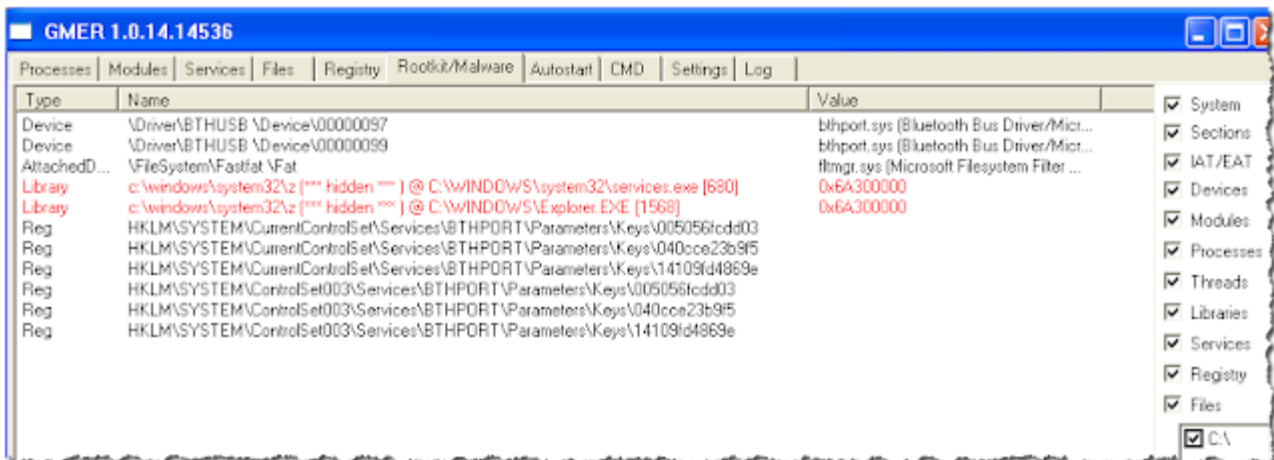 GMER 1.0.14.14536
Processes Modules Services Files Registry Rootkit/Malware Autostart CMD Settings Log
Type Name Value
Device \Driver\BTHUSB \Device\00000097 bthport.sys (Bluetooth Bus Driver/Micr...
Device \Driver\BTHUSB \Device\00000099 bthport.sys (Bluetooth Bus Driver/Micr...
AttachedD... \FileSystem\Fastfat \Fat fltmgr.sys (Microsoft Filesystem Filter ...
Library c:\windows\system32\z (*** hidden *** ) @ C:\WINDOWS\system32\services.exe [680] 0x6A300000
Library c:\windows\system32\z (*** hidden *** ) @ C:\WINDOWS\Explorer.EXE [1568] 0x6A300000
Reg HKLM\SYSTEM\CurrentControlSet\Services\BTHPORT\Parameters\Keys\005056fcdd03
Reg HKLM\SYSTEM\CurrentControlSet\Services\BTHPORT\Parameters\Keys\040cce23b9f5
Reg HKLM\SYSTEM\CurrentControlSet\Services\BTHPORT\Parameters\Keys\14109fd4869e
Reg HKLM\SYSTEM\ControlSet003\Services\BTHPORT\Parameters\Keys\005056fcdd03
Reg HKLM\SYSTEM\ControlSet003\Services\BTHPORT\Parameters\Keys\040cce23b9f5
Reg HKLM\SYSTEM\ControlSet003\Services\BTHPORT\Parameters\Keys\14109fd4869e
System
Sections
IAT/EAT
Devices
Modules
Processes
Threads
Libraries
Services
Registry
Files
C:\